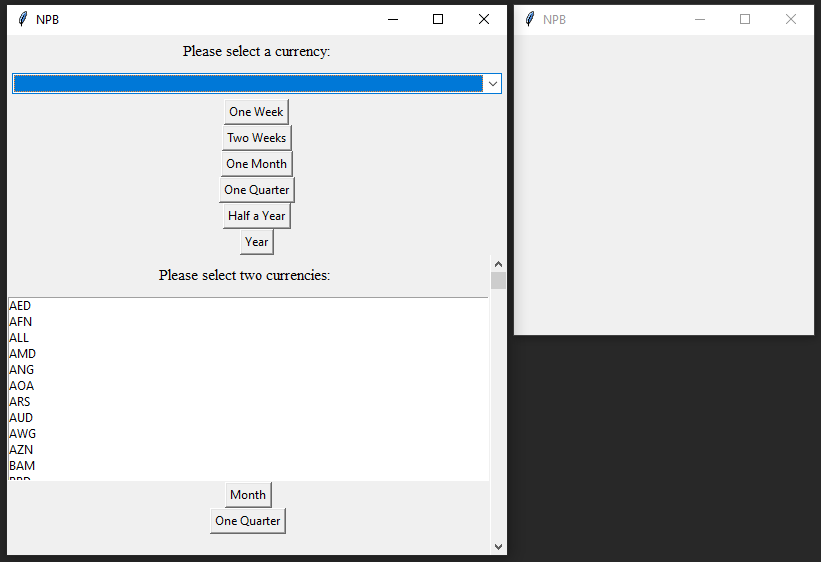 NPB
Please select a currency:
One Week
Two Weeks
One Month
One Quarter
Half a Year
Year
Please select two currencies:
AED
AFN
ALL
AMD
ANG
AOA
ARS
AUD
AWG
AZN
BAM
Month
One Quarter
NPB